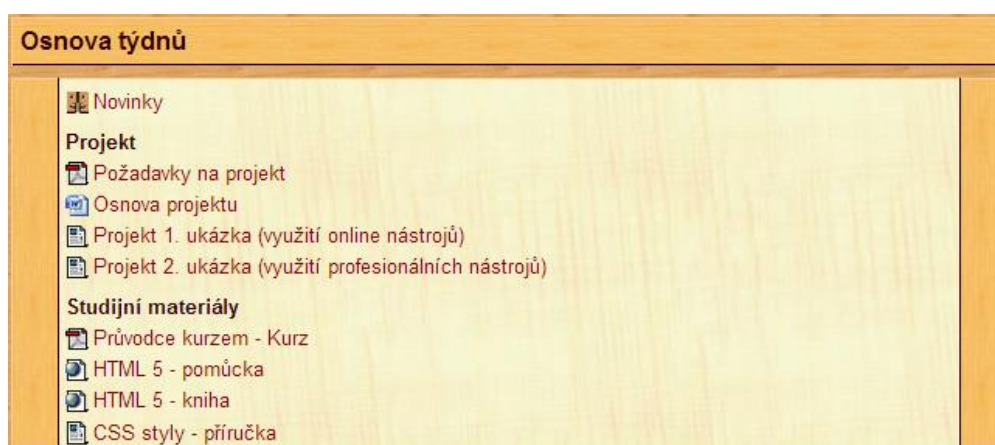 Osnova týdnů
Novinky
Projekt
Požadavky na projekt
Osnova projektu
Projekt 1. ukázka (využití online nástrojů)
Projekt 2. ukázka (využití profesionálních nástrojů)
Studijní materiály
Průvodce kurzem - Kurz
HTML 5 - pomůcka
HTML 5 - kniha
CSS styly - příručka